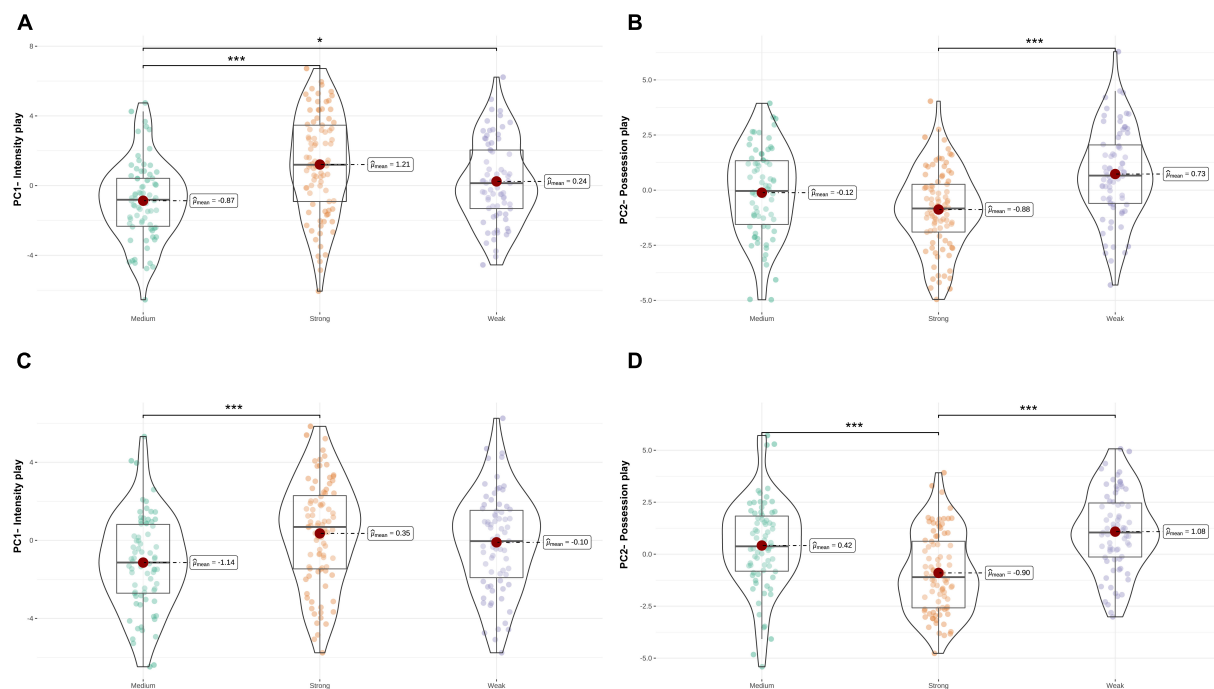 A
PC1- Intensity play
8
4
0
-4
*
***
μ̂mean = -0.87
μ̂mean = 1.21
μ̂mean = 0.24
Medium
Strong
Weak
B
PC2- Possession play
5.0
2.5
0.0
-2.5
-5.0
***
μ̂mean = -0.12
μ̂mean = -0.88
μ̂mean = 0.73
Medium
Strong
Weak
C
PC1- Intensity play
4
0
-4
***
μ̂mean = -1.14
μ̂mean = 0.35
μ̂mean = -0.10
Medium
Strong
Weak
D
PC2- Possession play
5.0
2.5
0.0
-2.5
-5.0
***
***
μ̂mean = 0.42
μ̂mean = -0.90
μ̂mean = 1.08
Medium
Strong
Weak